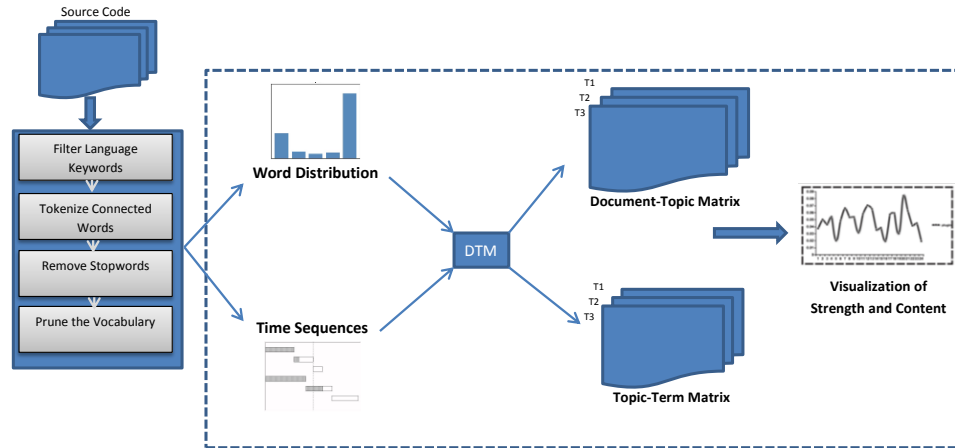 Source Code
Filter Language
Keywords
Tokenize Connected
Words
Remove Stopwords
Prune the Vocabulary
Word Distribution
Time Sequences
DTM
T1
T2
T3
Document-Topic Matrix
T1
T2
T3
Topic-Term Matrix
Visualization of
Strength and Content